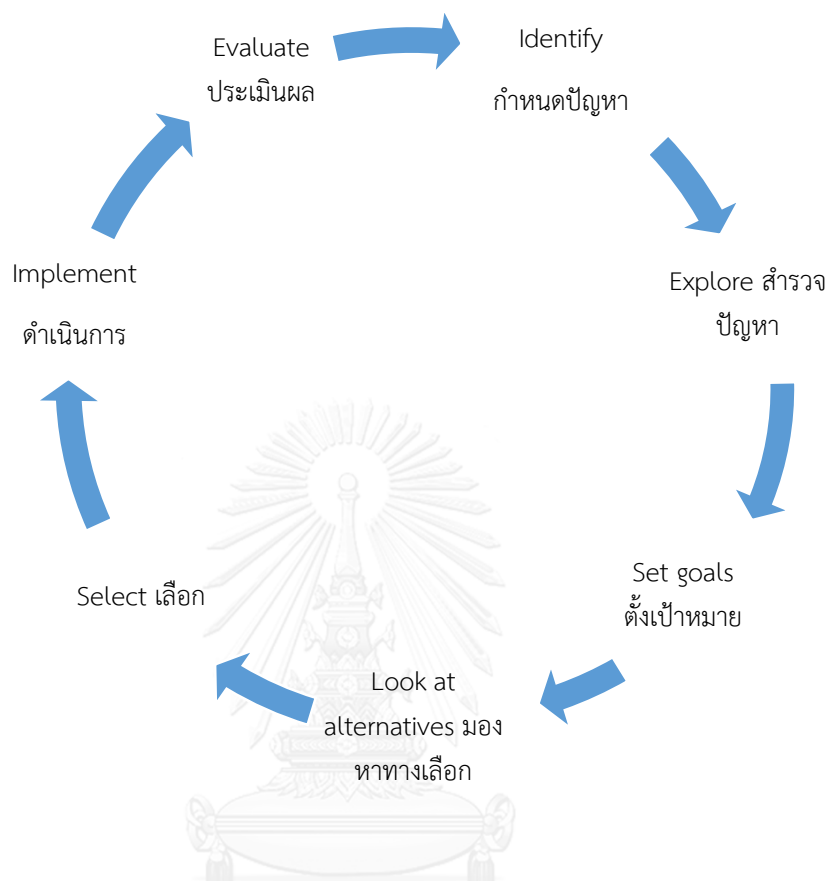 Identify
กำหนดปัญหา
Explore สำรวจ
ปัญหา
Set goals
ตั้งเป้าหมาย
Look at
alternatives มอง
หาทางเลือก
Select เลือก
Implement
ดำเนินการ
Evaluate
ประเมินผล